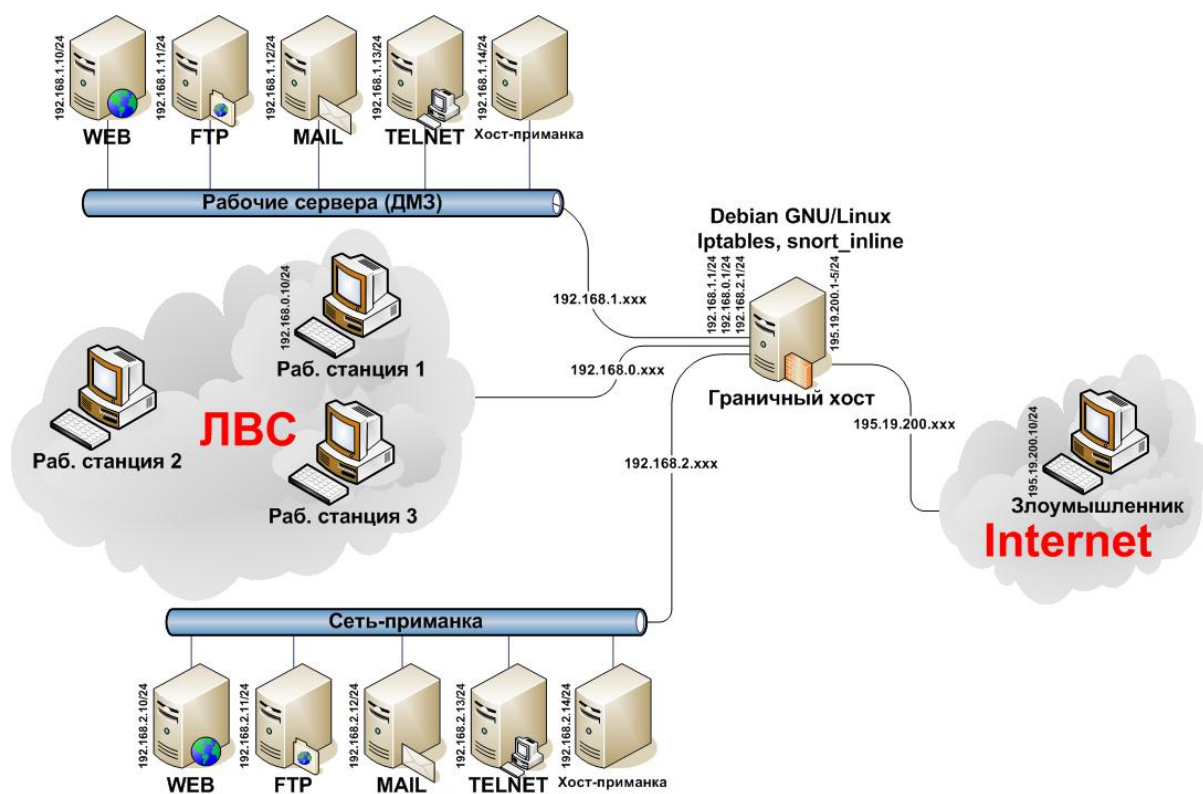 192.168.1.10/24
192.168.1.11/24
192.168.1.12/24
192.168.1.13/24
192.168.1.14/24
WEB
FTP
MAIL
TELNET
Хост-приманка
Рабочие сервера (ДМЗ)
Debian GNU/Linux
Iptables, snort_inline
192.168.1.1/24
192.168.0.1/24
192.168.2.1/24
195.19.200.1-5/24
Граничный хост
192.168.1.xxx
192.168.0.xxx
192.168.2.xxx
195.19.200.xxx
192.168.0.10/24
Раб. станция 1
Раб. станция 2
ЛВС
Раб. станция 3
195.19.200.10/24
Злоумышленник
Internet
Сеть-приманка
192.168.2.10/24
192.168.2.11/24
192.168.2.12/24
192.168.2.13/24
192.168.2.14/24
WEB
FTP
MAIL
TELNET
Хост-приманка